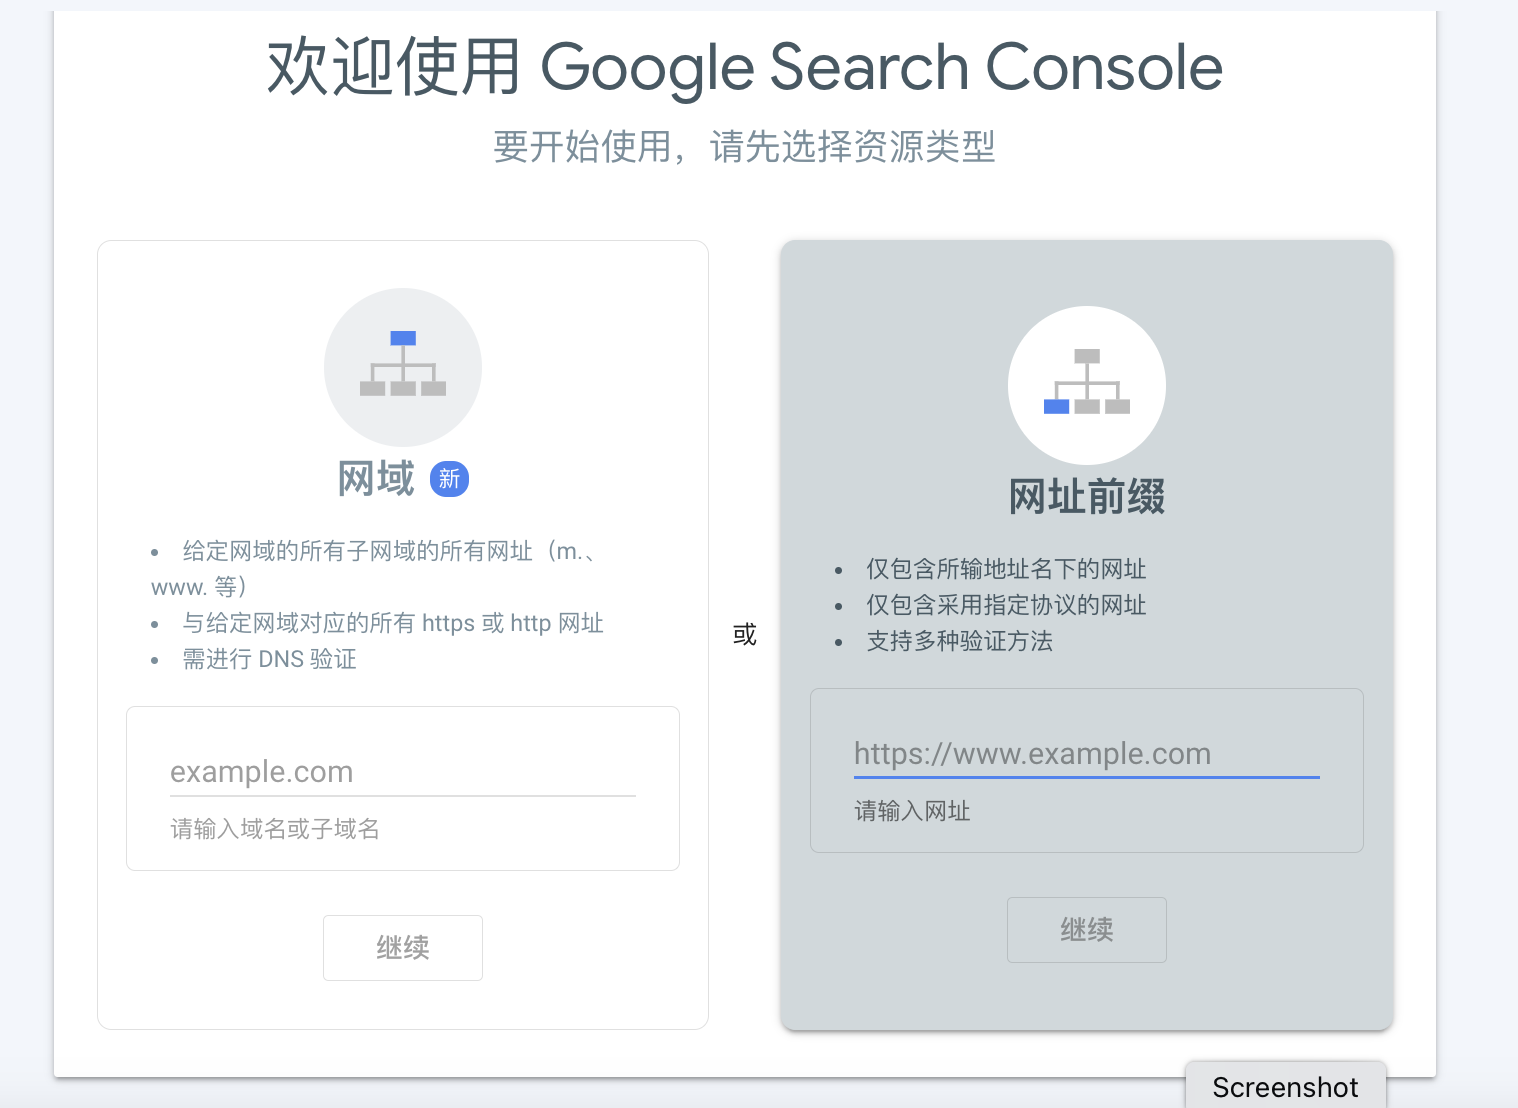 欢迎使用 Google Search Console
要开始使用，请先选择资源类型
网域 新
• 给定网域的所有子网域的所有网址（m.、
www. 等）
• 与给定网域对应的所有 https 或 http 网址
• 需进行 DNS 验证
example.com
请输入域名或子域名
继续
或
网址前缀
• 仅包含所输地址名下的网址
• 仅包含采用指定协议的网址
• 支持多种验证方法
https://www.example.com
请输入网址
继续
Screenshot